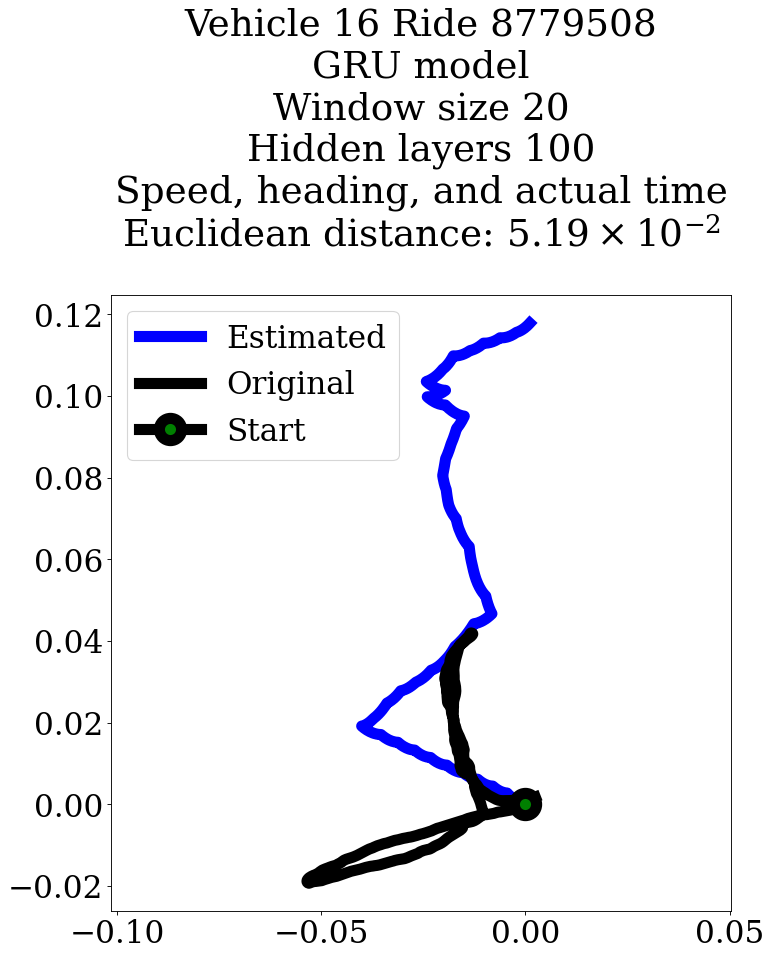 Vehicle 16 Ride 8779508
GRU model
Window size 20
Hidden layers 100
Speed, heading, and actual time
Euclidean distance: 5.19 × 10⁻²
Estimated
Original
Start
0.12
0.10
0.08
0.06
0.04
0.02
0.00
−0.02
−0.10
−0.05
0.00
0.05